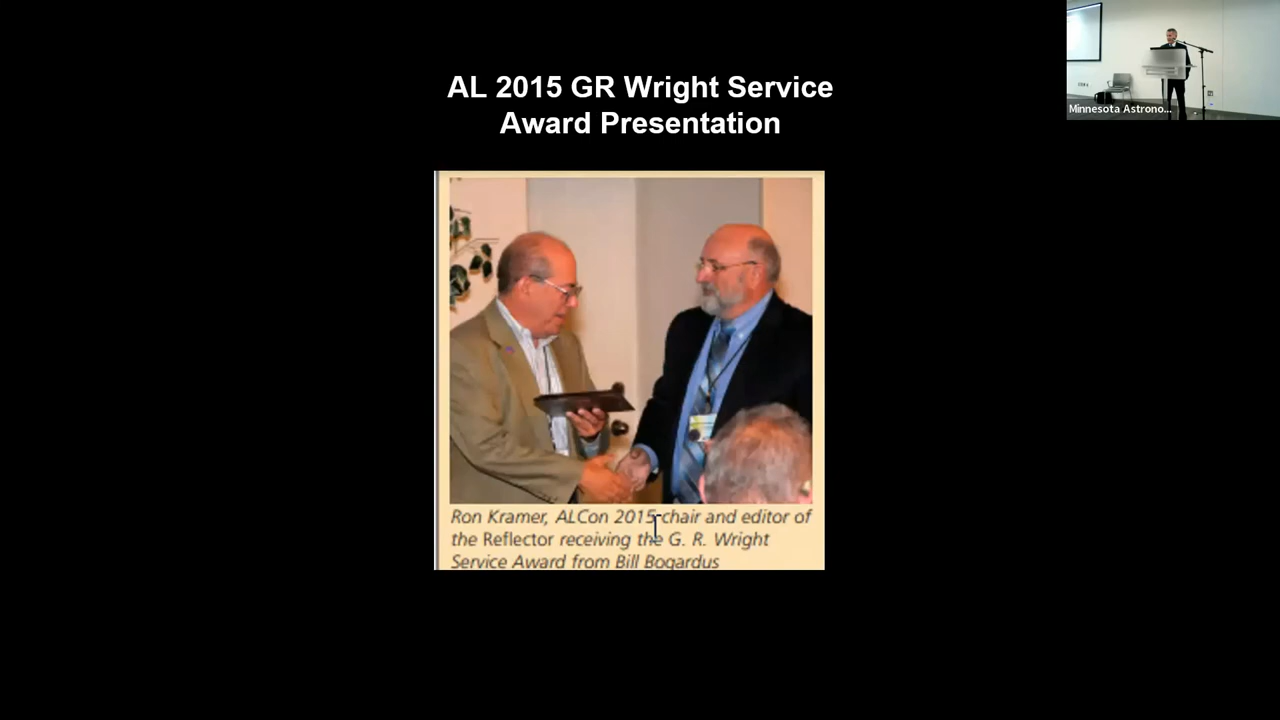 AL 2015 GR Wright Service
Award Presentation
Minnesota Astrono...
Ron Kramer, ALCon 2015 chair and editor of
the Reflector receiving the G. R. Wright
Service Award from Bill Bogardus